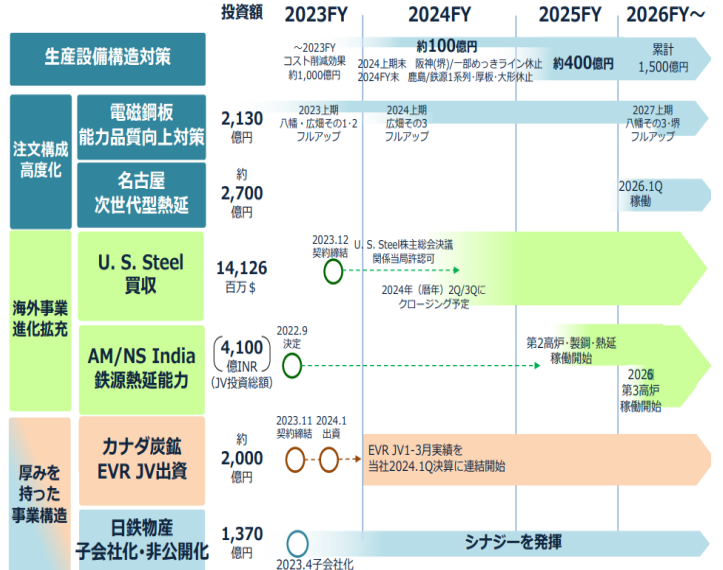 投資額 2023FY 2024FY 2025FY 2026FY～
生産設備構造対策
～2023FY
コスト削減効果
約1,000億円
約100億円
2024上期末 阪神(堺)/一部めっきライン休止
2024FY末 鹿島/鉄源1系列･厚板･大形休止
約400億円
累計
1,500億円
注文構成
高度化
電磁鋼板
能力品質向上対策
2,130
億円
2023上期
八幡・広畑その1・2
フルアップ
2024上期
広畑その3
フルアップ
2027上期
八幡その3･堺
フルアップ
名古屋
次世代型熱延
約
2,700
億円
2026.1Q
稼働
海外事業
進化拡充
U. S. Steel
買収
14,126
百万＄
2023.12
契約締結
U. S. Steel株主総会決議
関係当局許認可
2024年（暦年）2Q/3Qに
クロージング予定
AM/NS India
鉄源熱延能力
4,100
億INR
(JV投資総額)
2022.9
決定
第2高炉･製鋼･熱延
稼働開始
2026
第3高炉
稼働開始
厚みを
持った
事業構造
カナダ炭鉱
EVR JV出資
約
2,000
億円
2023.11
契約締結
2024.1
出資
EVR JV1-3月実績を
当社2024.1Q決算に連結開始
日鉄物産
子会社化･非公開化
1,370
億円
2023.4子会社化
シナジーを発揮